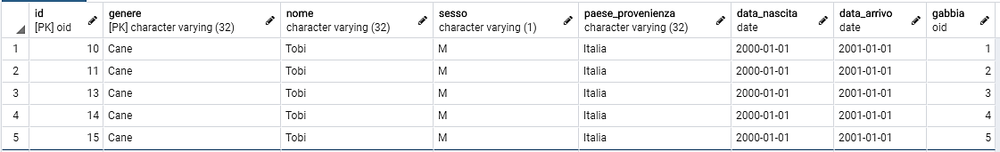 id genere nome sesso paese_provenienza data_nascita data_arrivo gabbia
[PK] oid [PK] character varying (32) character varying (32) character varying (1) character varying (32) date date oid
1 10 Cane Tobi M Italia 2000-01-01 2001-01-01 1
2 11 Cane Tobi M Italia 2000-01-01 2001-01-01 2
3 13 Cane Tobi M Italia 2000-01-01 2001-01-01 3
4 14 Cane Tobi M Italia 2000-01-01 2001-01-01 4
5 15 Cane Tobi M Italia 2000-01-01 2001-01-01 5